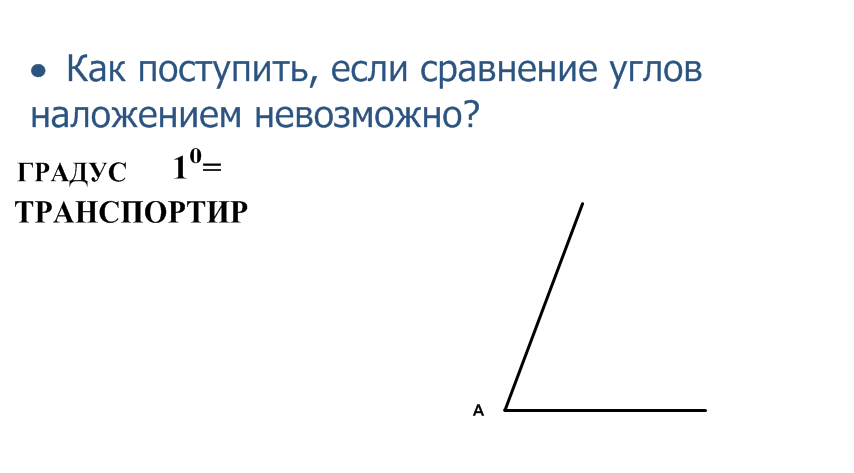 • Как поступить, если сравнение углов
наложением невозможно?
ГРАДУС 1⁰=
ТРАНСПОРТИР
А